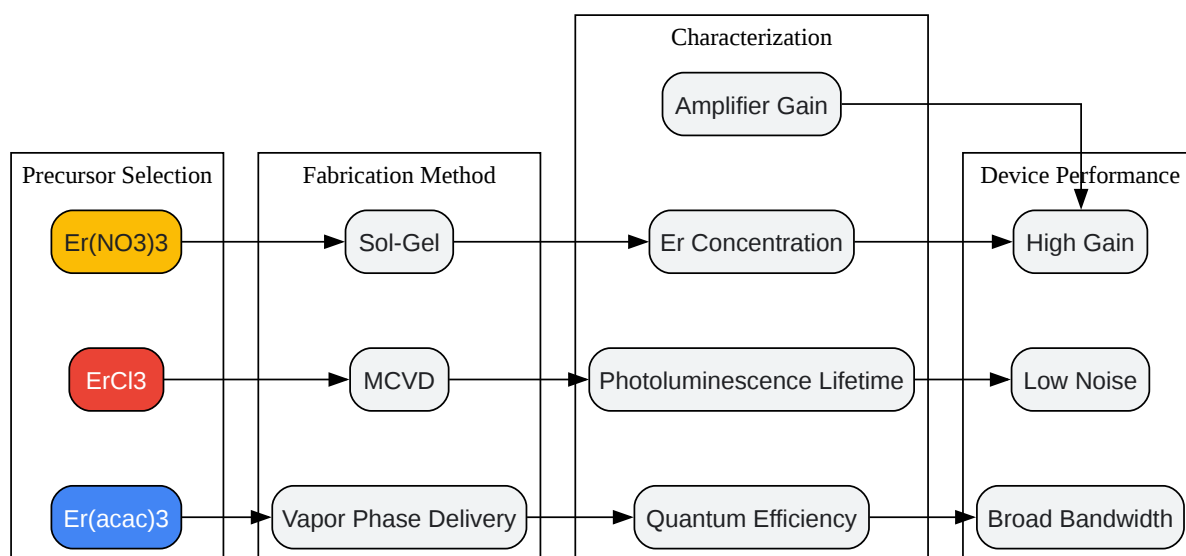 Characterization
Amplifier Gain
Precursor Selection
Fabrication Method
Device Performance
Er(NO3)3
Sol-Gel
Er Concentration
High Gain
ErCl3
MCVD
Photoluminescence Lifetime
Low Noise
Er(acac)3
Vapor Phase Delivery
Quantum Efficiency
Broad Bandwidth